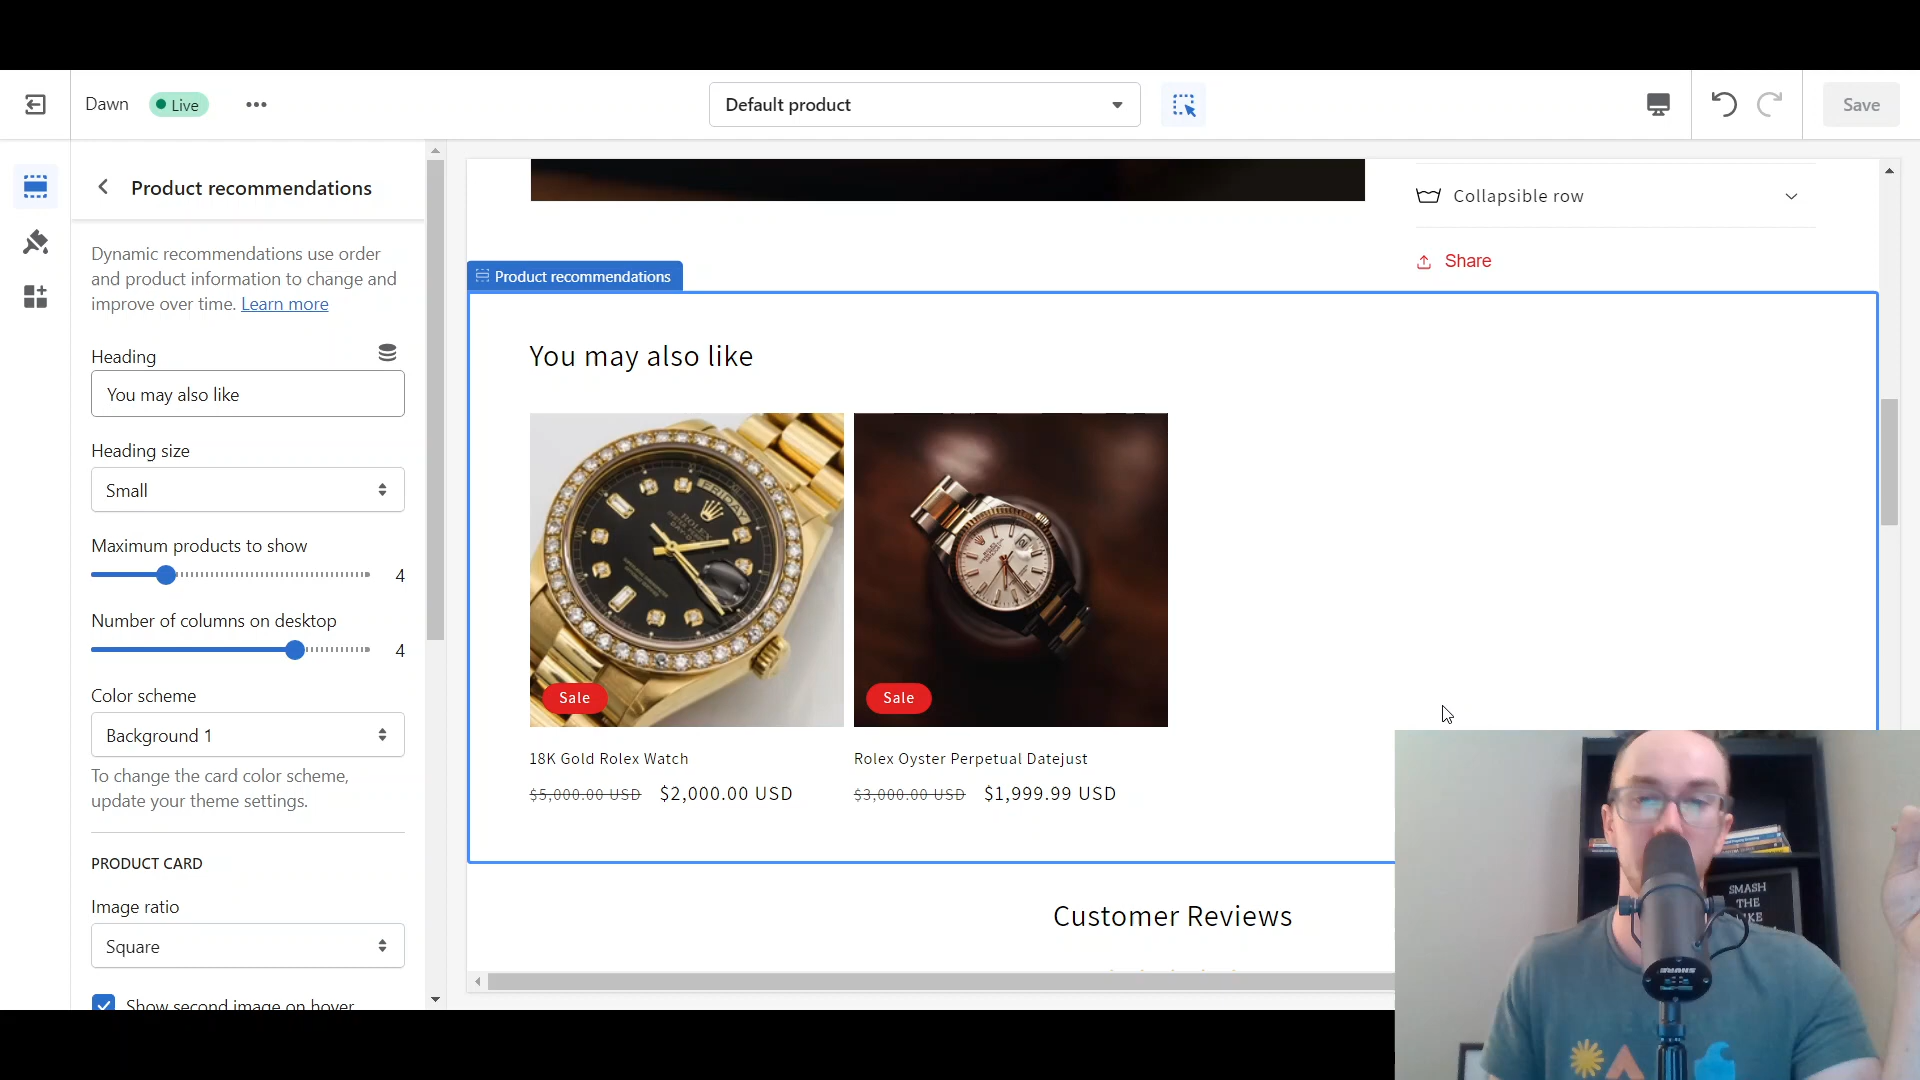 Dawn
Live
Default product
Save
Product recommendations
Dynamic recommendations use order
and product information to change and
improve over time. Learn more
Heading
You may also like
Heading size
Small
Maximum products to show
4
Number of columns on desktop
4
Color scheme
Background 1
To change the card color scheme,
update your theme settings.
PRODUCT CARD
Image ratio
Square
Show second image on hover
Collapsible row
Share
Product recommendations
You may also like
FRIDAY
ROLEX
Sale
Sale
18K Gold Rolex Watch
$5,000.00 USD $2,000.00 USD
Rolex Oyster Perpetual Datejust
$3,000.00 USD $1,999.99 USD
Customer Reviews
SMASH
THE
LIKE
SHURE